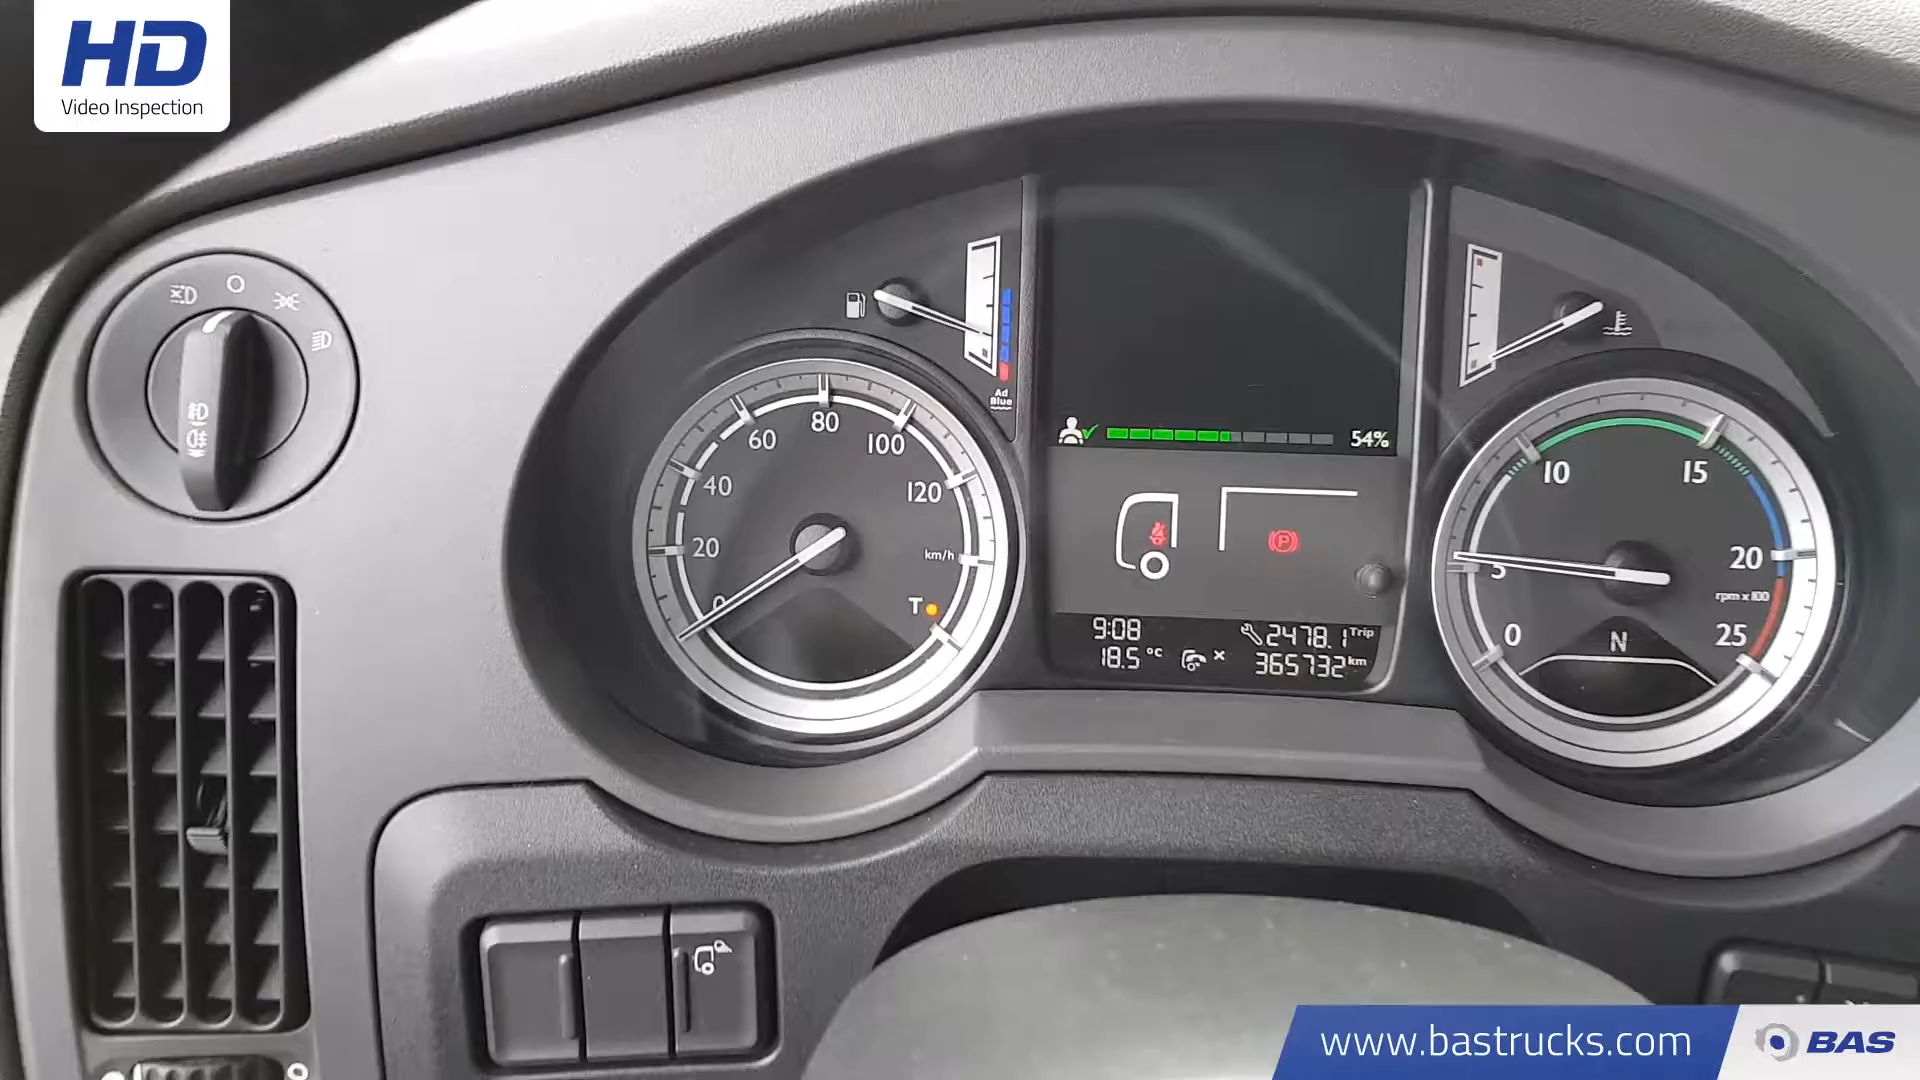 HD
Video Inspection
Ad
Blue
0
20
40
60
80
100
120
km/h
T
54%
P
9:08
18.5 °C
2478.1 Trip
365732 km
0
5
10
15
20
25
rpm x 100
N
www.bastrucks.com
BAS